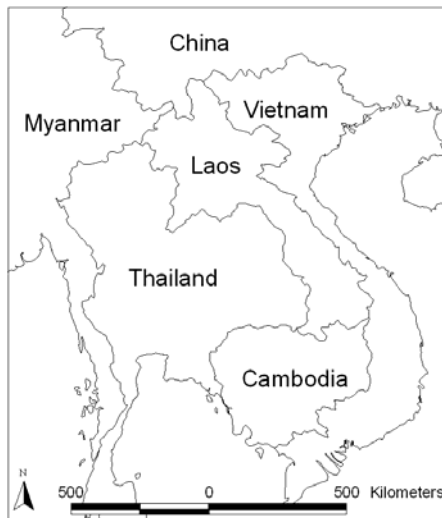 China
Vietnam
Myanmar
Laos
Thailand
Cambodia
N
500 0 500 Kilometers